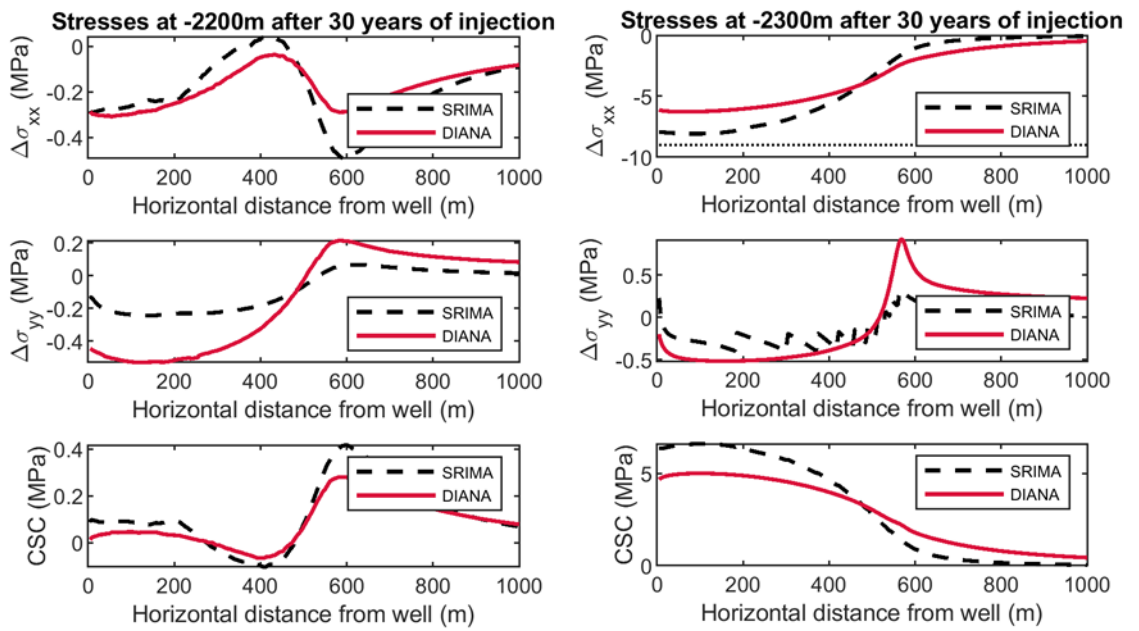 Stresses at -2200m after 30 years of injection
Δσxx (MPa)
0
-0.2
-0.4
SRIMA
DIANA
0 200 400 600 800 1000
Horizontal distance from well (m)
Δσyy (MPa)
0.2
0
-0.2
-0.4
SRIMA
DIANA
0 200 400 600 800 1000
Horizontal distance from well (m)
CSC (MPa)
0.4
0.2
0
SRIMA
DIANA
0 200 400 600 800 1000
Horizontal distance from well (m)
Stresses at -2300m after 30 years of injection
Δσxx (MPa)
0
-5
-10
SRIMA
DIANA
0 200 400 600 800 1000
Horizontal distance from well (m)
Δσyy (MPa)
0.5
0
-0.5
SRIMA
DIANA
0 200 400 600 800 1000
Horizontal distance from well (m)
CSC (MPa)
5
0
SRIMA
DIANA
0 200 400 600 800 1000
Horizontal distance from well (m)